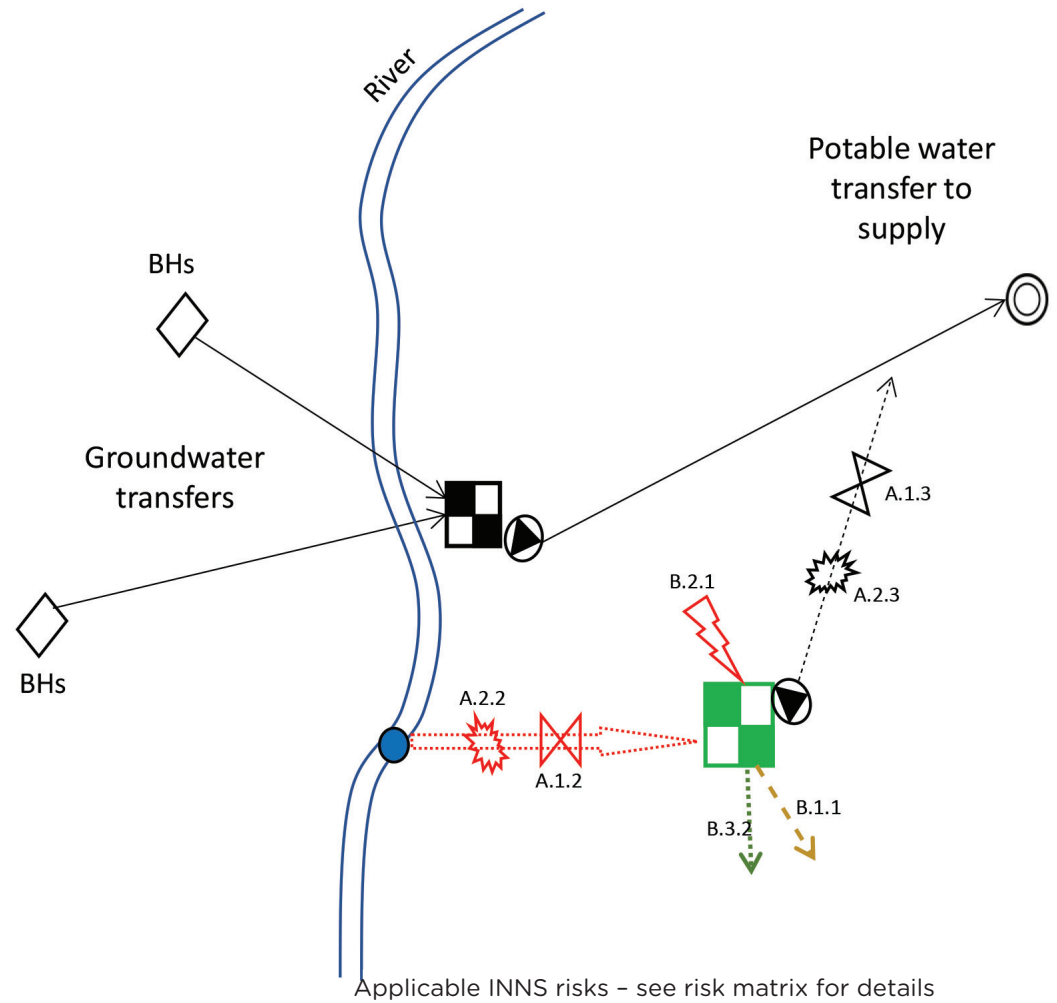 River
Potable water
transfer to
supply
BHs
Groundwater
transfers
A.1.3
B.2.1
A.2.3
BHs
A.2.2
A.1.2
B.1.1
B.3.2
Applicable INNS risks – see risk matrix for details